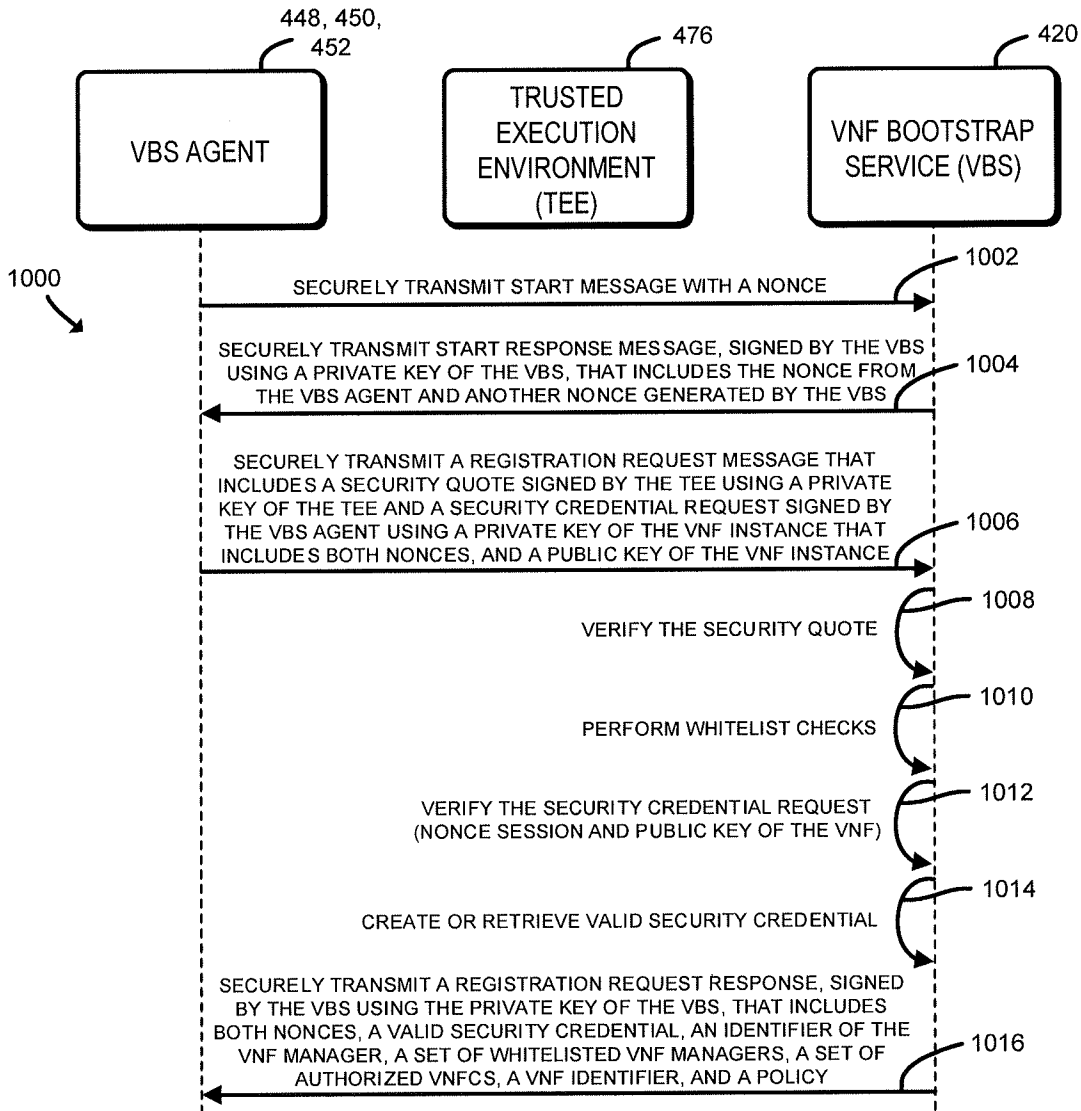 448, 450,
452
476
420
VBS AGENT
TRUSTED
EXECUTION
ENVIRONMENT
(TEE)
VNF BOOTSTRAP
SERVICE (VBS)
1000
1002
SECURELY TRANSMIT START MESSAGE WITH A NONCE
SECURELY TRANSMIT START RESPONSE MESSAGE, SIGNED BY THE VBS
USING A PRIVATE KEY OF THE VBS, THAT INCLUDES THE NONCE FROM
THE VBS AGENT AND ANOTHER NONCE GENERATED BY THE VBS
1004
SECURELY TRANSMIT A REGISTRATION REQUEST MESSAGE THAT
INCLUDES A SECURITY QUOTE SIGNED BY THE TEE USING A PRIVATE
KEY OF THE TEE AND A SECURITY CREDENTIAL REQUEST SIGNED BY
THE VBS AGENT USING A PRIVATE KEY OF THE VNF INSTANCE THAT
INCLUDES BOTH NONCES, AND A PUBLIC KEY OF THE VNF INSTANCE
1006
1008
VERIFY THE SECURITY QUOTE
1010
PERFORM WHITELIST CHECKS
1012
VERIFY THE SECURITY CREDENTIAL REQUEST
(NONCE SESSION AND PUBLIC KEY OF THE VNF)
1014
CREATE OR RETRIEVE VALID SECURITY CREDENTIAL
SECURELY TRANSMIT A REGISTRATION REQUEST RESPONSE, SIGNED
BY THE VBS USING THE PRIVATE KEY OF THE VBS, THAT INCLUDES
BOTH NONCES, A VALID SECURITY CREDENTIAL, AN IDENTIFIER OF THE
VNF MANAGER, A SET OF WHITELISTED VNF MANAGERS, A SET OF
AUTHORIZED VNFCS, A VNF IDENTIFIER, AND A POLICY
1016